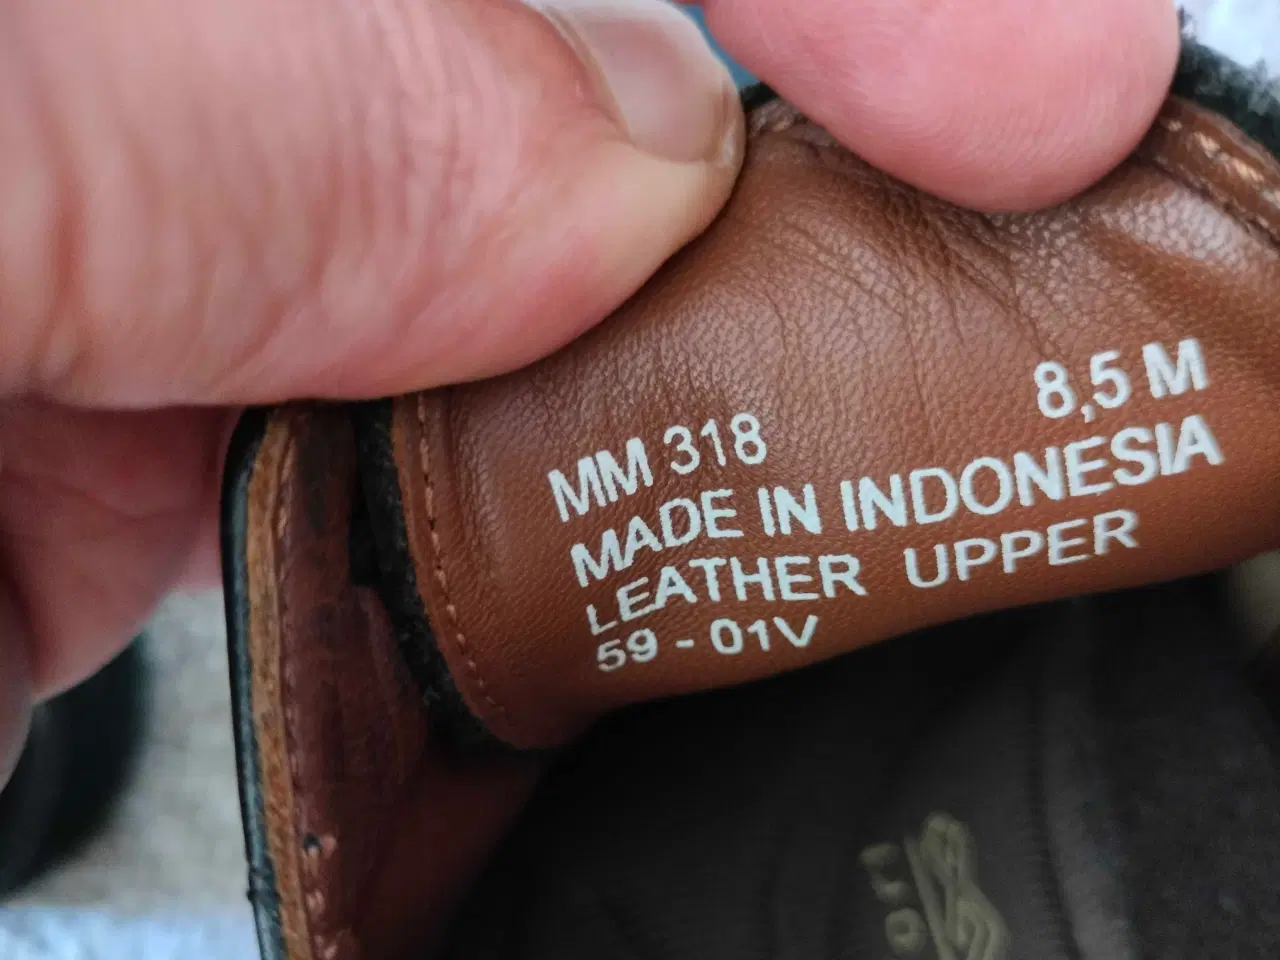 MM 318 8,5 M
MADE IN INDONESIA
LEATHER UPPER
59 - 01V